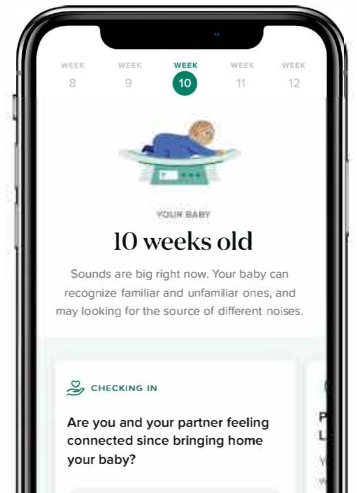 WEEK WEEK WEEK WEEK WEEK
8 9 10 11 12
YOUR BABY
10 weeks old
Sounds are big right now. Your baby can
recognize familiar and unfamiliar ones, and
may looking for the source of different noises.
CHECKING IN
Are you and your partner feeling
connected since bringing home
your baby?